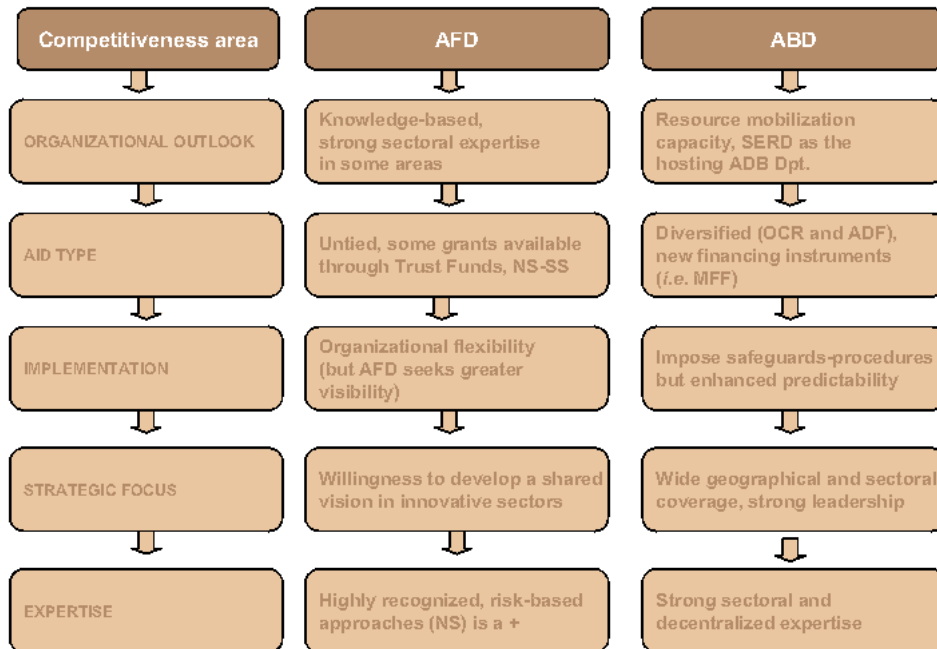 Competitiveness area
AFD
ABD
ORGANIZATIONAL OUTLOOK
Knowledge-based,
strong sectoral expertise
in some areas
Resource mobilization
capacity, SERD as the
hosting ADB Dpt.
AID TYPE
Untied, some grants available
through Trust Funds, NS-SS
Diversified (OCR and ADF),
new financing instruments
(i.e. MFF)
IMPLEMENTATION
Organizational flexibility
(but AFD seeks greater
visibility)
Impose safeguards-procedures
but enhanced predictability
STRATEGIC FOCUS
Willingness to develop a shared
vision in innovative sectors
Wide geographical and sectoral
coverage, strong leadership
EXPERTISE
Highly recognized, risk-based
approaches (NS) is a +
Strong sectoral and
decentralized expertise